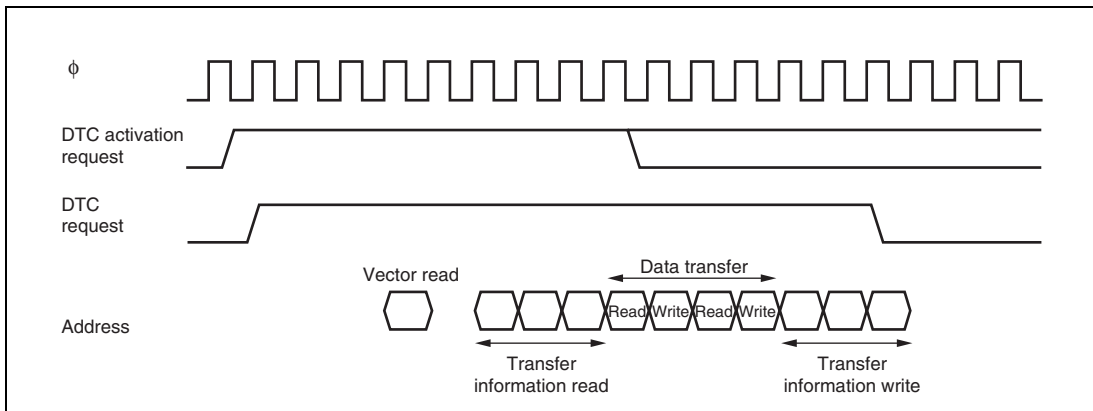 ϕ
DTC activation
request
DTC
request
Vector read
Data transfer
Address
Read Write Read Write
Transfer
information read
Transfer
information write